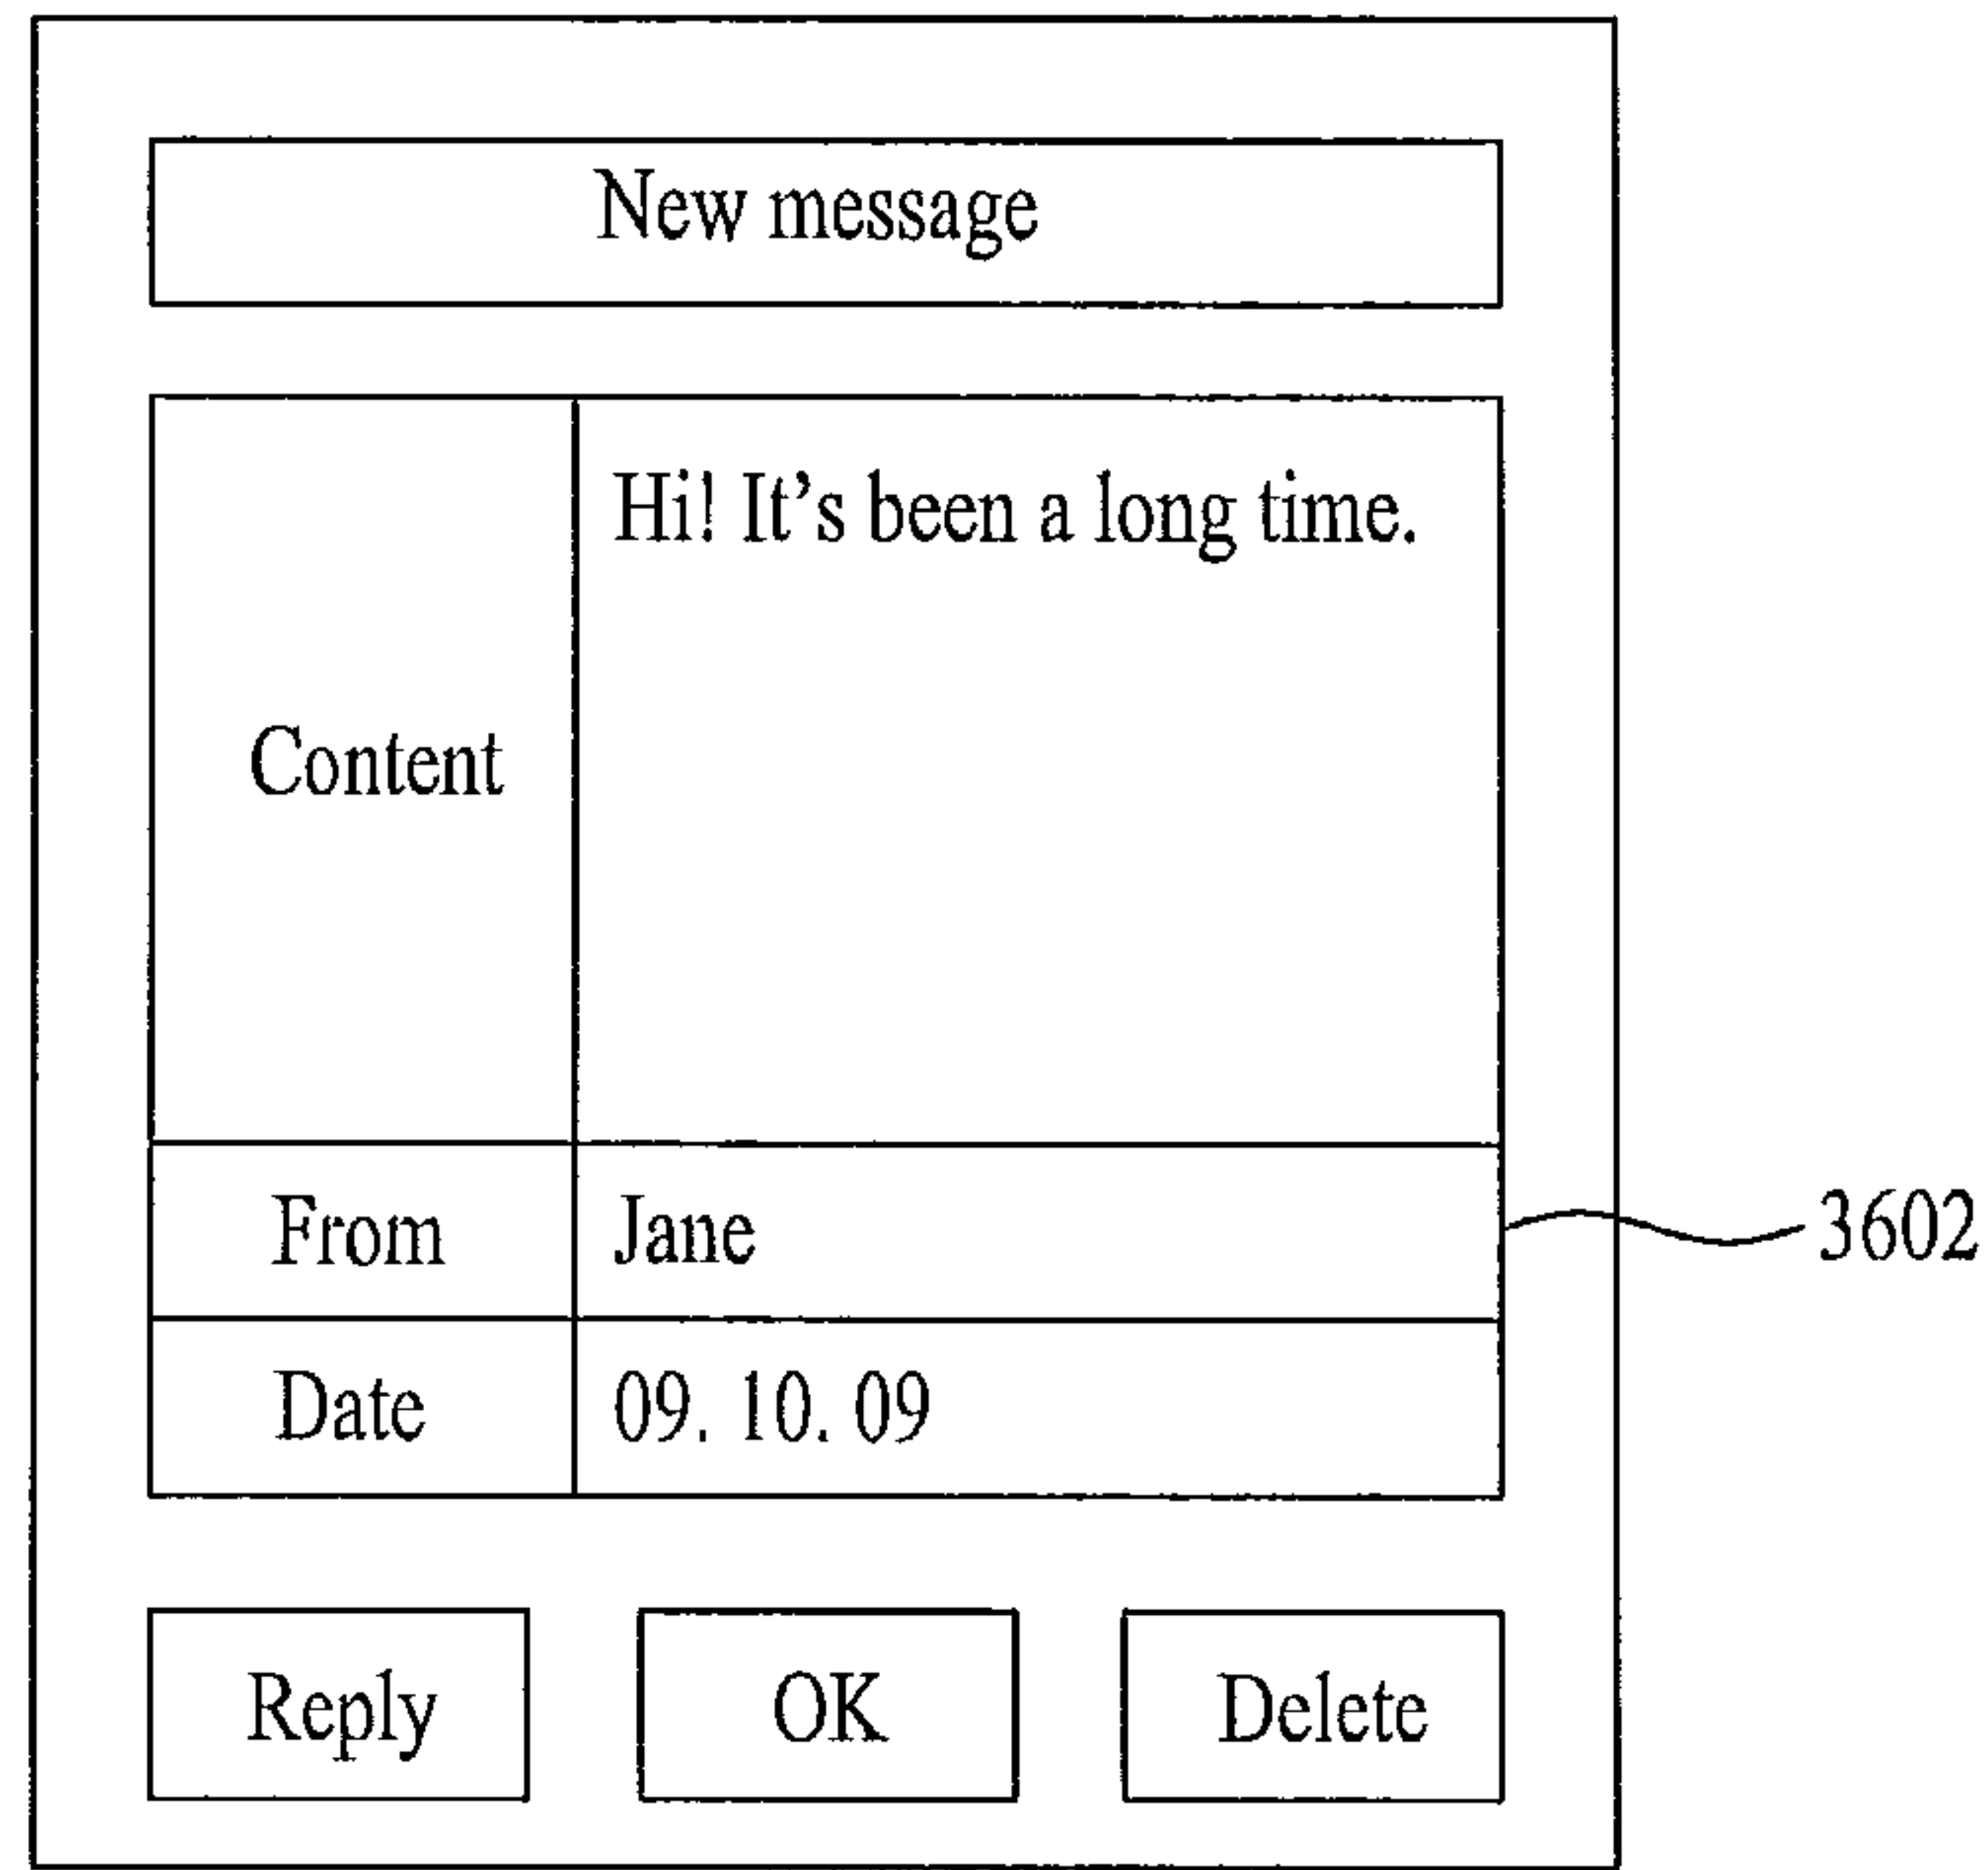 New message
Hi! It's been a long time.
Content
From Jane
3602
Date 09. 10. 09
Reply OK Delete